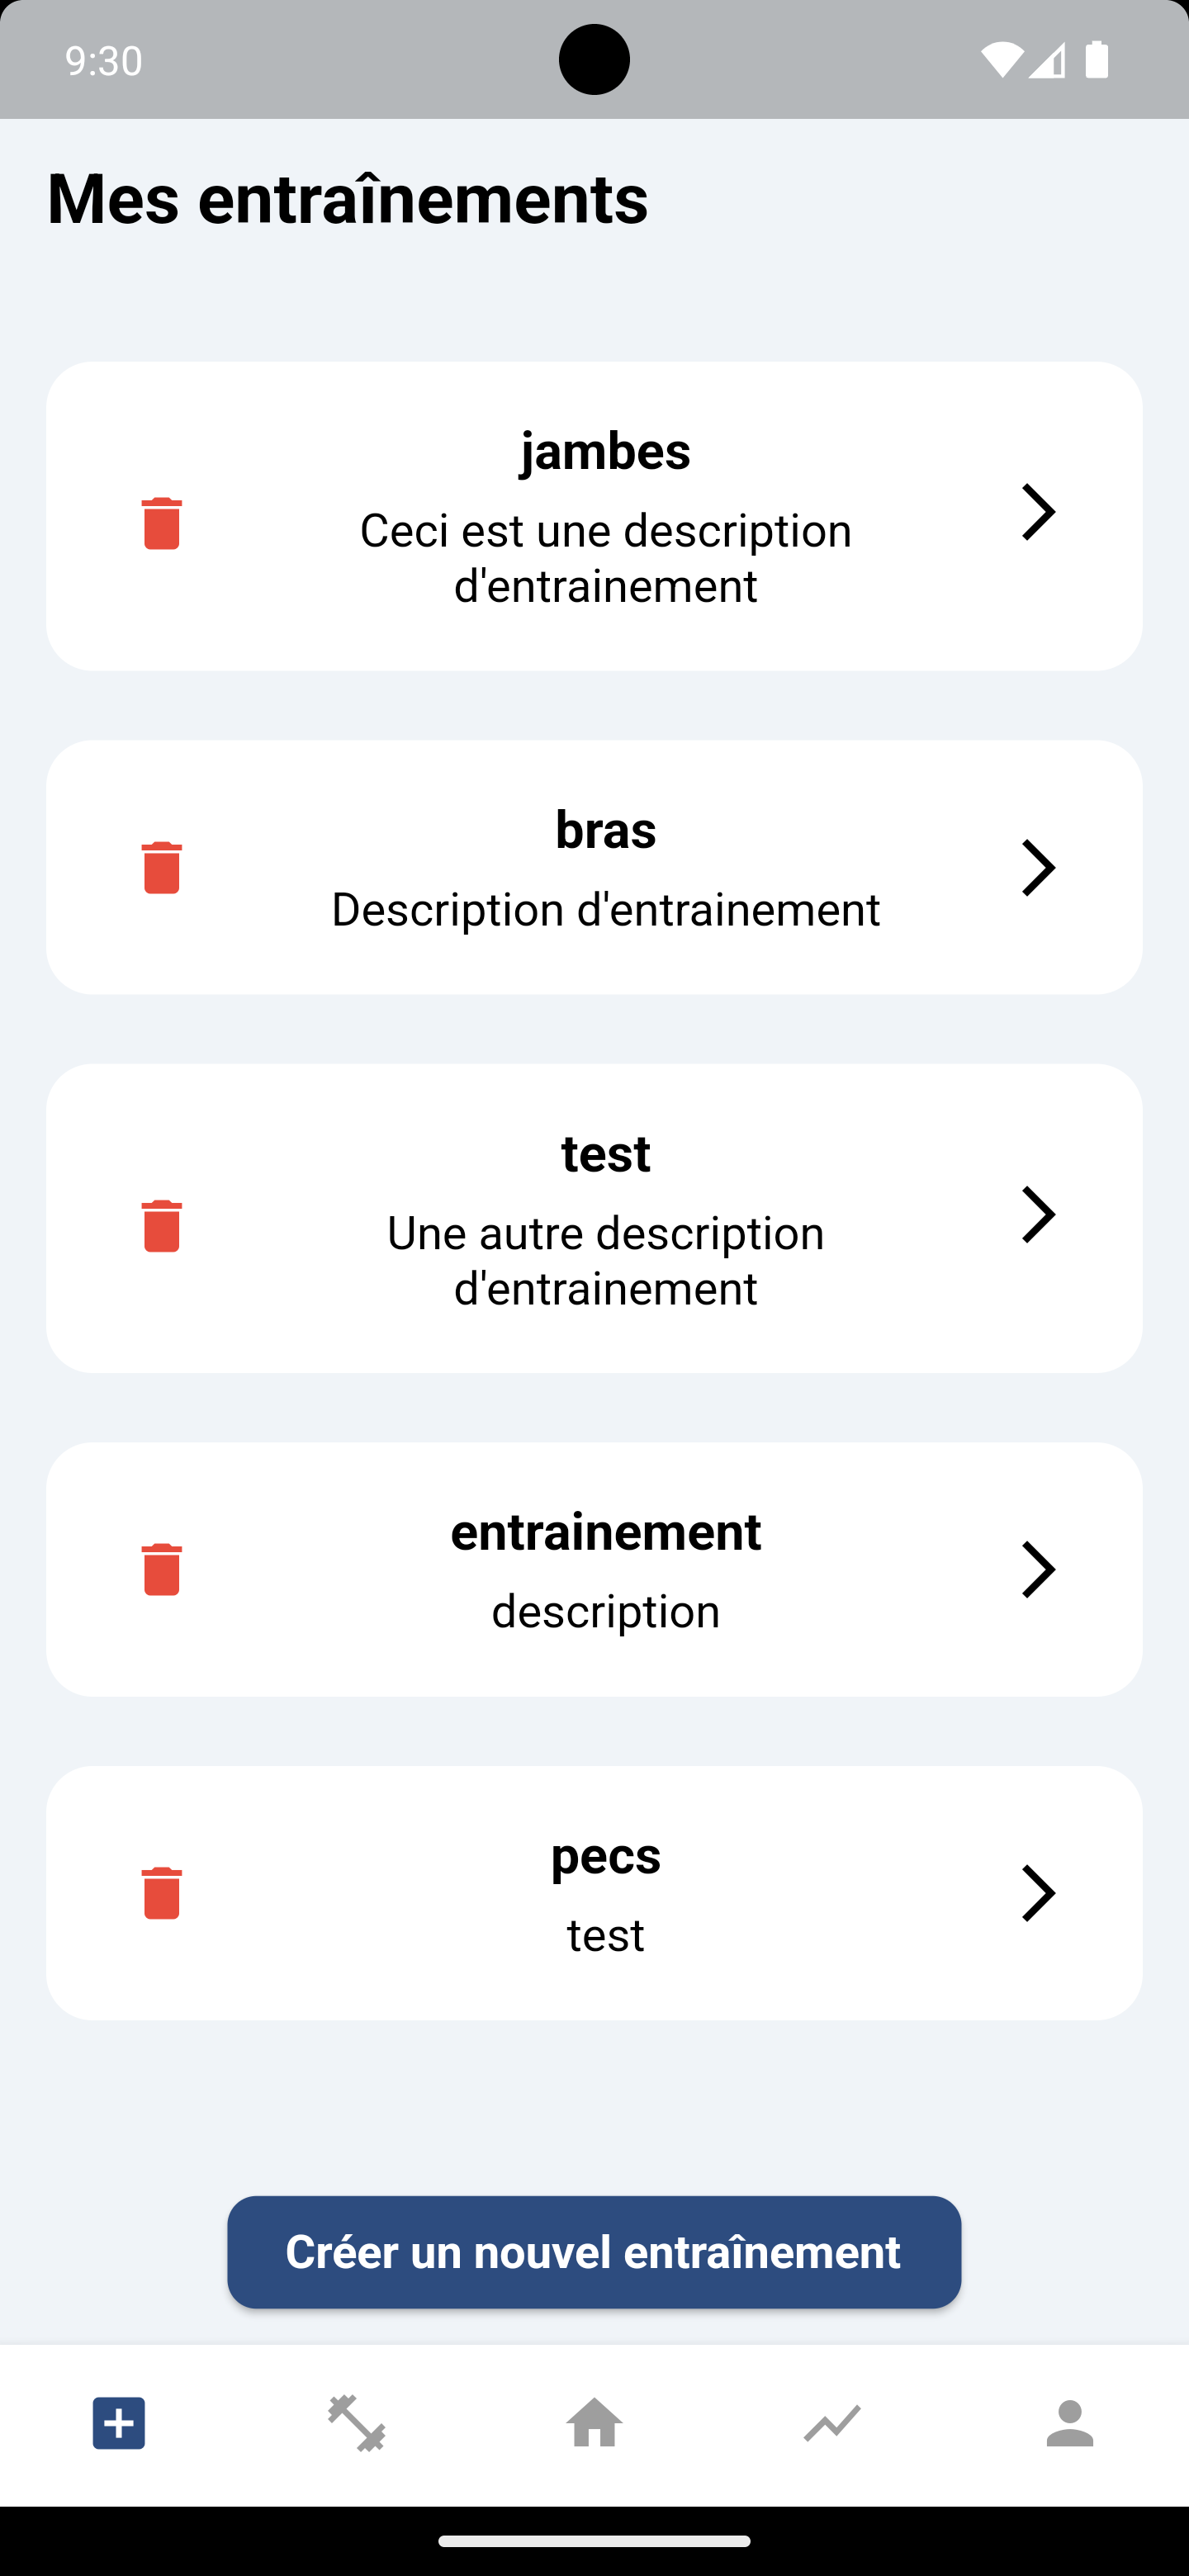 9:30
Mes entraînements
jambes
Ceci est une description
d'entrainement
bras
Description d'entrainement
test
Une autre description
d'entrainement
entrainement
description
pecs
test
Créer un nouvel entraînement